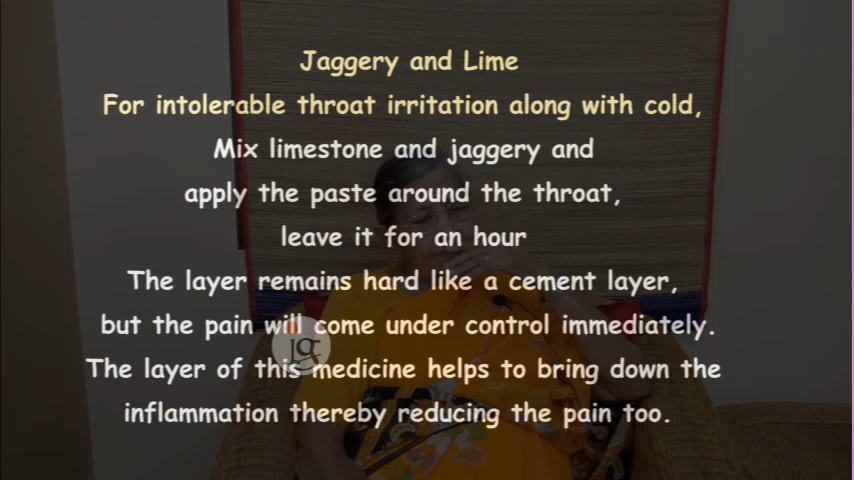 Jaggery and Lime
For intolerable throat irritation along with cold,
Mix limestone and jaggery and
apply the paste around the throat,
leave it for an hour
The layer remains hard like a cement layer,
but the pain will come under control immediately.
The layer of this medicine helps to bring down the
inflammation thereby reducing the pain too.